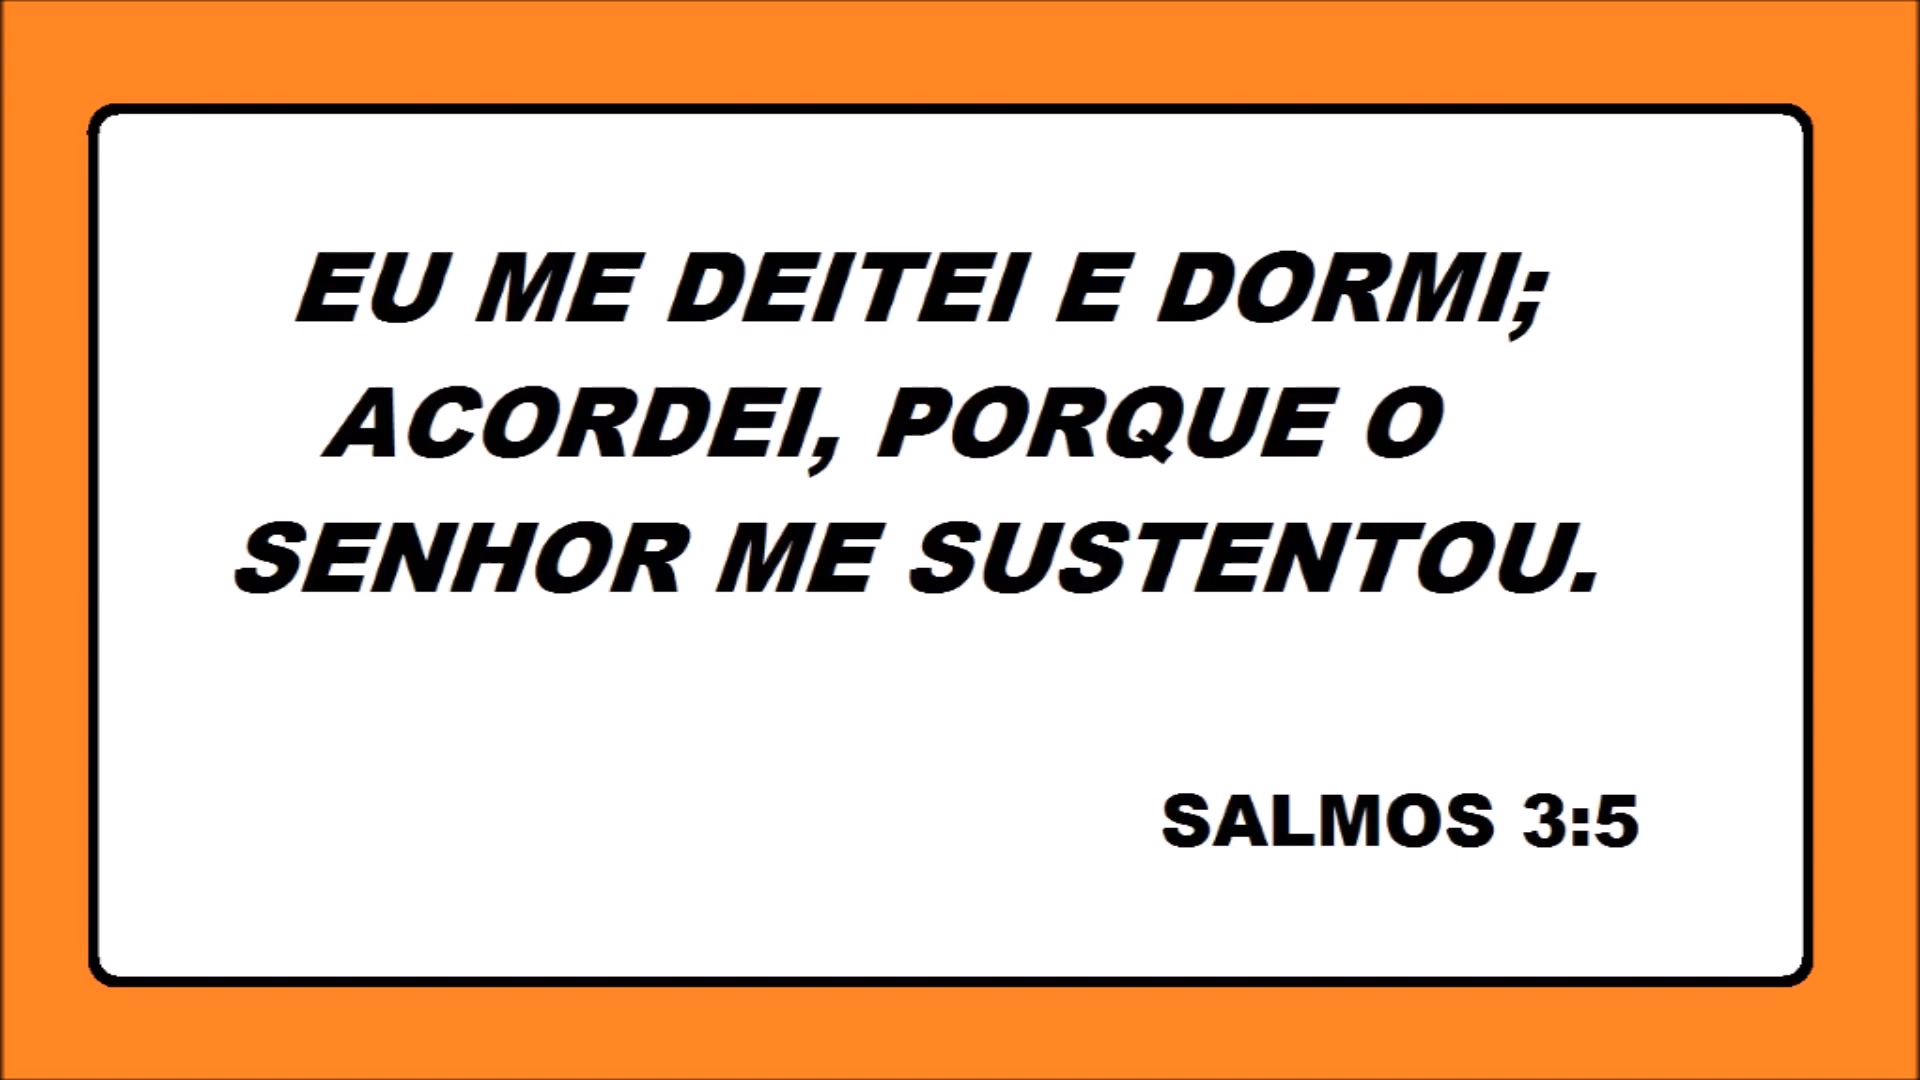 EU ME DEITEI E DORMI;
ACORDEI, PORQUE O
SENHOR ME SUSTENTOU.
SALMOS 3:5